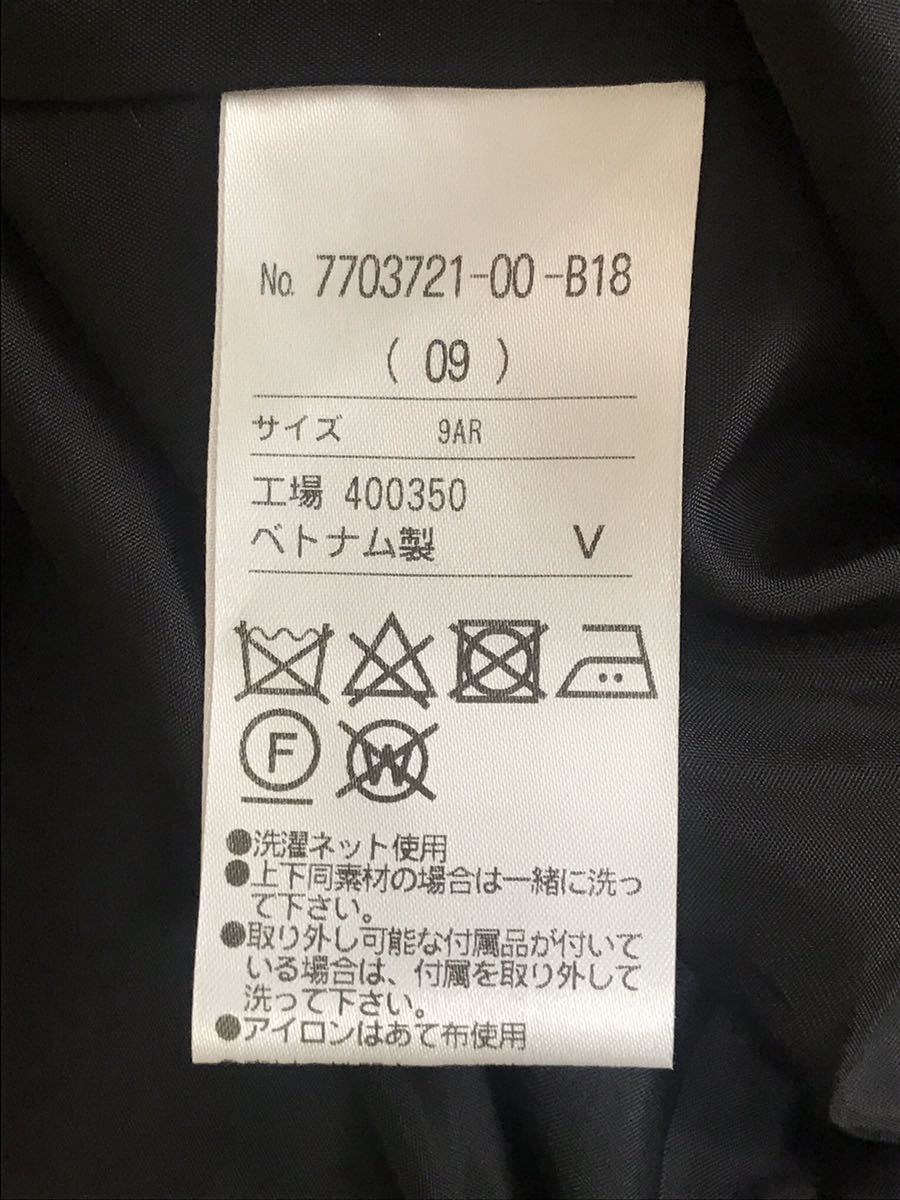 No. 7703721-00-B18
( 09 )
サイズ 9AR
工場 400350
ベトナム製 V
F W
●洗濯ネット使用
●上下同素材の場合は一緒に洗っ
て下さい。
●取り外し可能な付属品が付いて
いる場合は、付属を取り外して
洗って下さい。
●アイロンはあて布使用